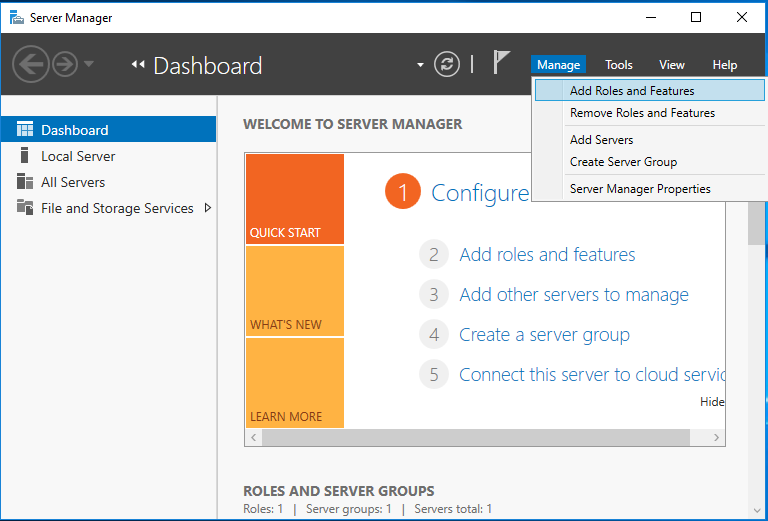 Server Manager
Dashboard
Manage Tools View Help
Add Roles and Features
Remove Roles and Features
Add Servers
Create Server Group
Server Manager Properties
Dashboard
Local Server
All Servers
File and Storage Services
WELCOME TO SERVER MANAGER
QUICK START
WHAT'S NEW
LEARN MORE
1 Configure
2 Add roles and features
3 Add other servers to manage
4 Create a server group
5 Connect this server to cloud servic
Hide
ROLES AND SERVER GROUPS
Roles: 1 | Server groups: 1 | Servers total: 1